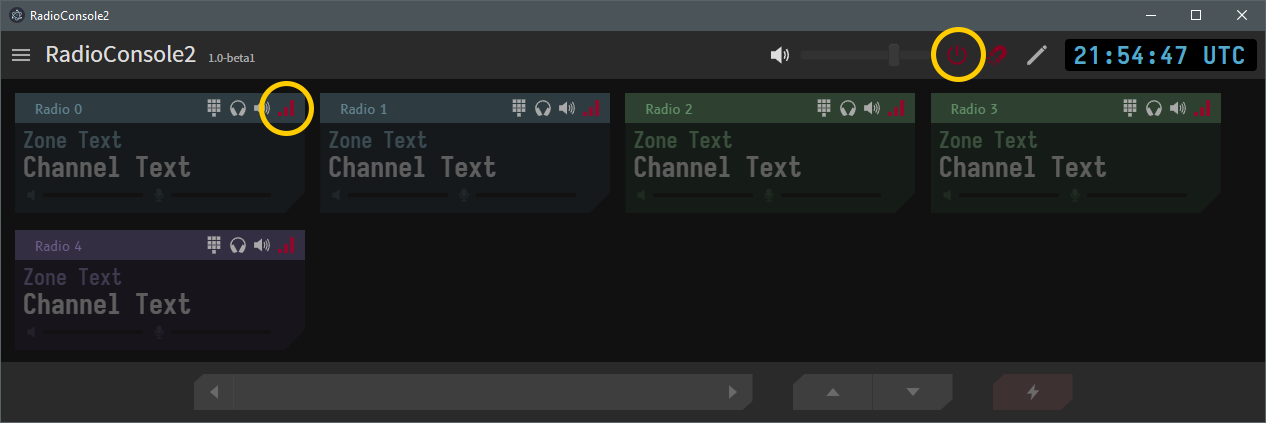 RadioConsole2
RadioConsole2 1.0-beta1
21:54:47 UTC
Radio 0
Zone Text
Channel Text
Radio 1
Zone Text
Channel Text
Radio 2
Zone Text
Channel Text
Radio 3
Zone Text
Channel Text
Radio 4
Zone Text
Channel Text